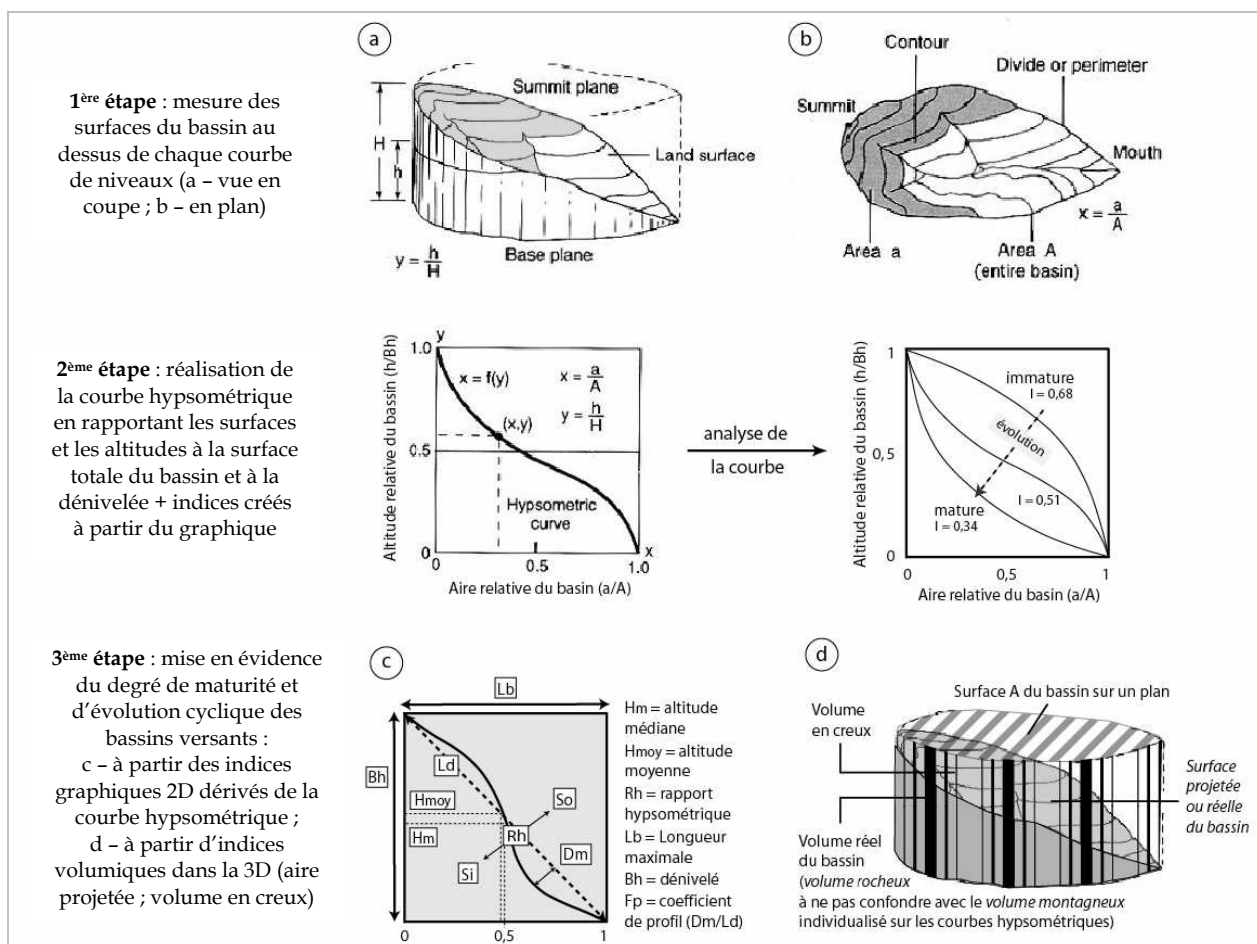 1ère étape : mesure des
surfaces du bassin au
dessus de chaque courbe
de niveaux (a – vue en
coupe ; b – en plan)
a
Summit plane
H
h
Land surface
y = h/H
Base plane
b
Contour
Divide or perimeter
Summit
Mouth
x = a/A
Area a
Area A
(entire basin)
2ème étape : réalisation de
la courbe hypsométrique
en rapportant les surfaces
et les altitudes à la surface
totale du bassin et à la
dénivelée + indices créés
à partir du graphique
Altitude relative du bassin (h/Bh)
y
1.0
x = f(y)
x = a/A
(x,y)
y = h/H
0.5
Hypsometric
curve
x
0
0.5
1.0
Aire relative du basin (a/A)
analyse de
la courbe
Altitude relative du bassin (h/Bh)
1
immature
I = 0,68
évolution
0,5
I = 0,51
mature
I = 0,34
0
0
0,5
1
Aire relative du basin (a/A)
3ème étape : mise en évidence
du degré de maturité et
d'évolution cyclique des
bassins versants :
c – à partir des indices
graphiques 2D dérivés de la
courbe hypsométrique ;
d – à partir d'indices
volumiques dans la 3D (aire
projetée ; volume en creux)
c
Lb
Bh
Ld
Hmoy
So
Hm
Rh
Dm
Si
0
0,5
1
Hm = altitude
médiane
Hmoy = altitude
moyenne
Rh = rapport
hypsométrique
Lb = Longueur
maximale
Bh = dénivelé
Fp = coefficient
de profil (Dm/Ld)
d
Surface A du bassin sur un plan
Volume
en creux
Surface
projetée
ou réelle
du bassin
Volume réel
du bassin
(volume rocheux
à ne pas confondre avec le volume montagneux
individualisé sur les courbes hypsométriques)